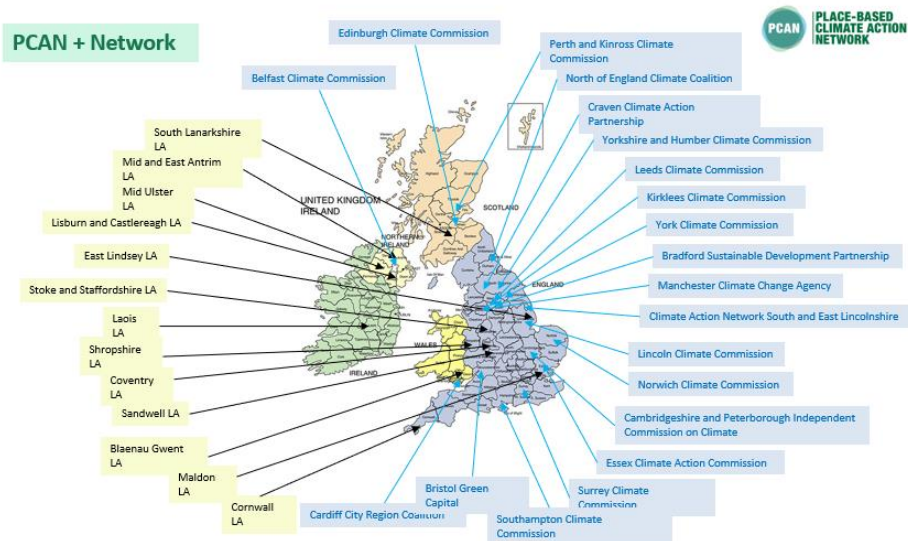 PCAN + Network
PCAN
PLACE-BASED
CLIMATE ACTION
NETWORK
Edinburgh Climate Commission
Perth and Kinross Climate
Commission
Belfast Climate Commission
North of England Climate Coalition
Craven Climate Action
Partnership
Yorkshire and Humber Climate Commission
Leeds Climate Commission
Kirklees Climate Commission
York Climate Commission
Bradford Sustainable Development Partnership
Manchester Climate Change Agency
Climate Action Network South and East Lincolnshire
Lincoln Climate Commission
Norwich Climate Commission
Cambridgeshire and Peterborough Independent
Commission on Climate
Essex Climate Action Commission
Surrey Climate
Commission
Southampton Climate
Commission
Bristol Green
Capital
Cardiff City Region Coalition
South Lanarkshire
LA
Mid and East Antrim
LA
Mid Ulster
LA
Lisburn and Castlereagh LA
East Lindsey LA
Stoke and Staffordshire LA
Laois
LA
Shropshire
LA
Coventry
LA
Sandwell LA
Blaenau Gwent
LA
Maldon
LA
Cornwall
LA
UNITED KINGDOM
IRELAND
SCOTLAND
NORTHERN
IRELAND
ENGLAND
WALES
IRELAND